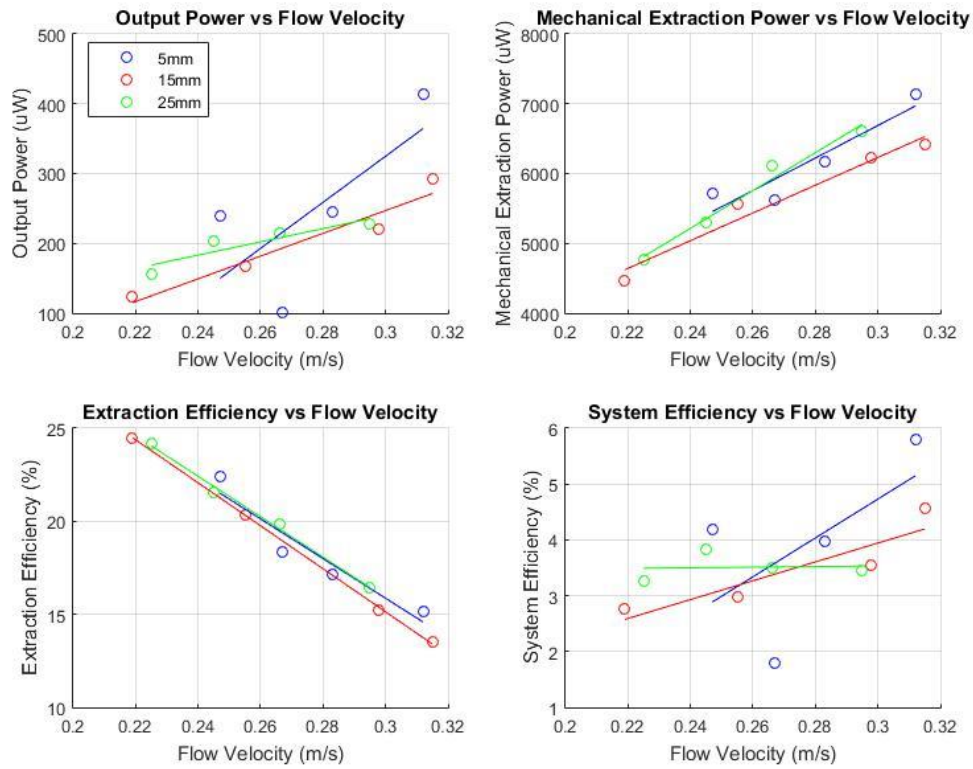 Output Power vs Flow Velocity
Output Power (uW)
500
400
300
200
100
5mm
15mm
25mm
0.2 0.22 0.24 0.26 0.28 0.3 0.32
Flow Velocity (m/s)
Mechanical Extraction Power vs Flow Velocity
Mechanical Extraction Power (uW)
8000
7000
6000
5000
4000
0.2 0.22 0.24 0.26 0.28 0.3 0.32
Flow Velocity (m/s)
Extraction Efficiency vs Flow Velocity
Extraction Efficiency (%)
25
20
15
10
0.2 0.22 0.24 0.26 0.28 0.3 0.32
Flow Velocity (m/s)
System Efficiency vs Flow Velocity
System Efficiency (%)
6
5
4
3
2
1
0.2 0.22 0.24 0.26 0.28 0.3 0.32
Flow Velocity (m/s)